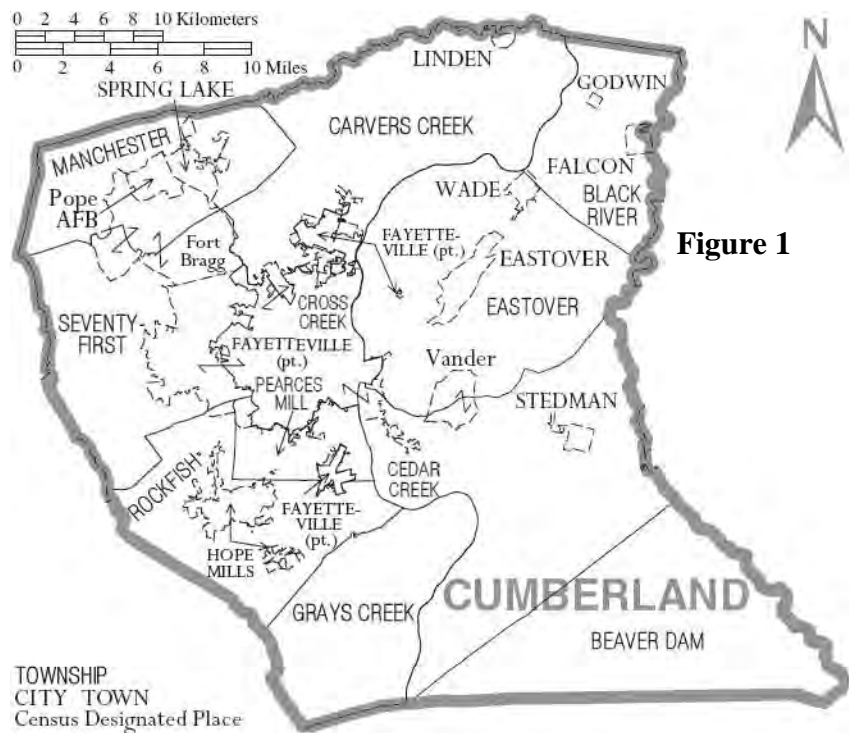 0 2 4 6 8 10 Kilometers
0 2 4 6 8 10 Miles
N
SPRING LAKE
LINDEN
GODWIN
MANCHESTER
CARVERS CREEK
FALCON
Pope
AFB
WADE
BLACK
RIVER
Fort
Bragg
FAYETTE-
VILLE (pt.)
Figure 1
EASTOVER
EASTOVER
CROSS
CREEK
SEVENTY
FIRST
FAYETTEVILLE
(pt.)
Vander
PEARCES
MILL
STEDMAN
ROCKFISH
CEDAR
CREEK
FAYETTE-
VILLE
(pt.)
HOPE
MILLS
GRAYS CREEK
CUMBERLAND
BEAVER DAM
TOWNSHIP
CITY TOWN
Census Designated Place